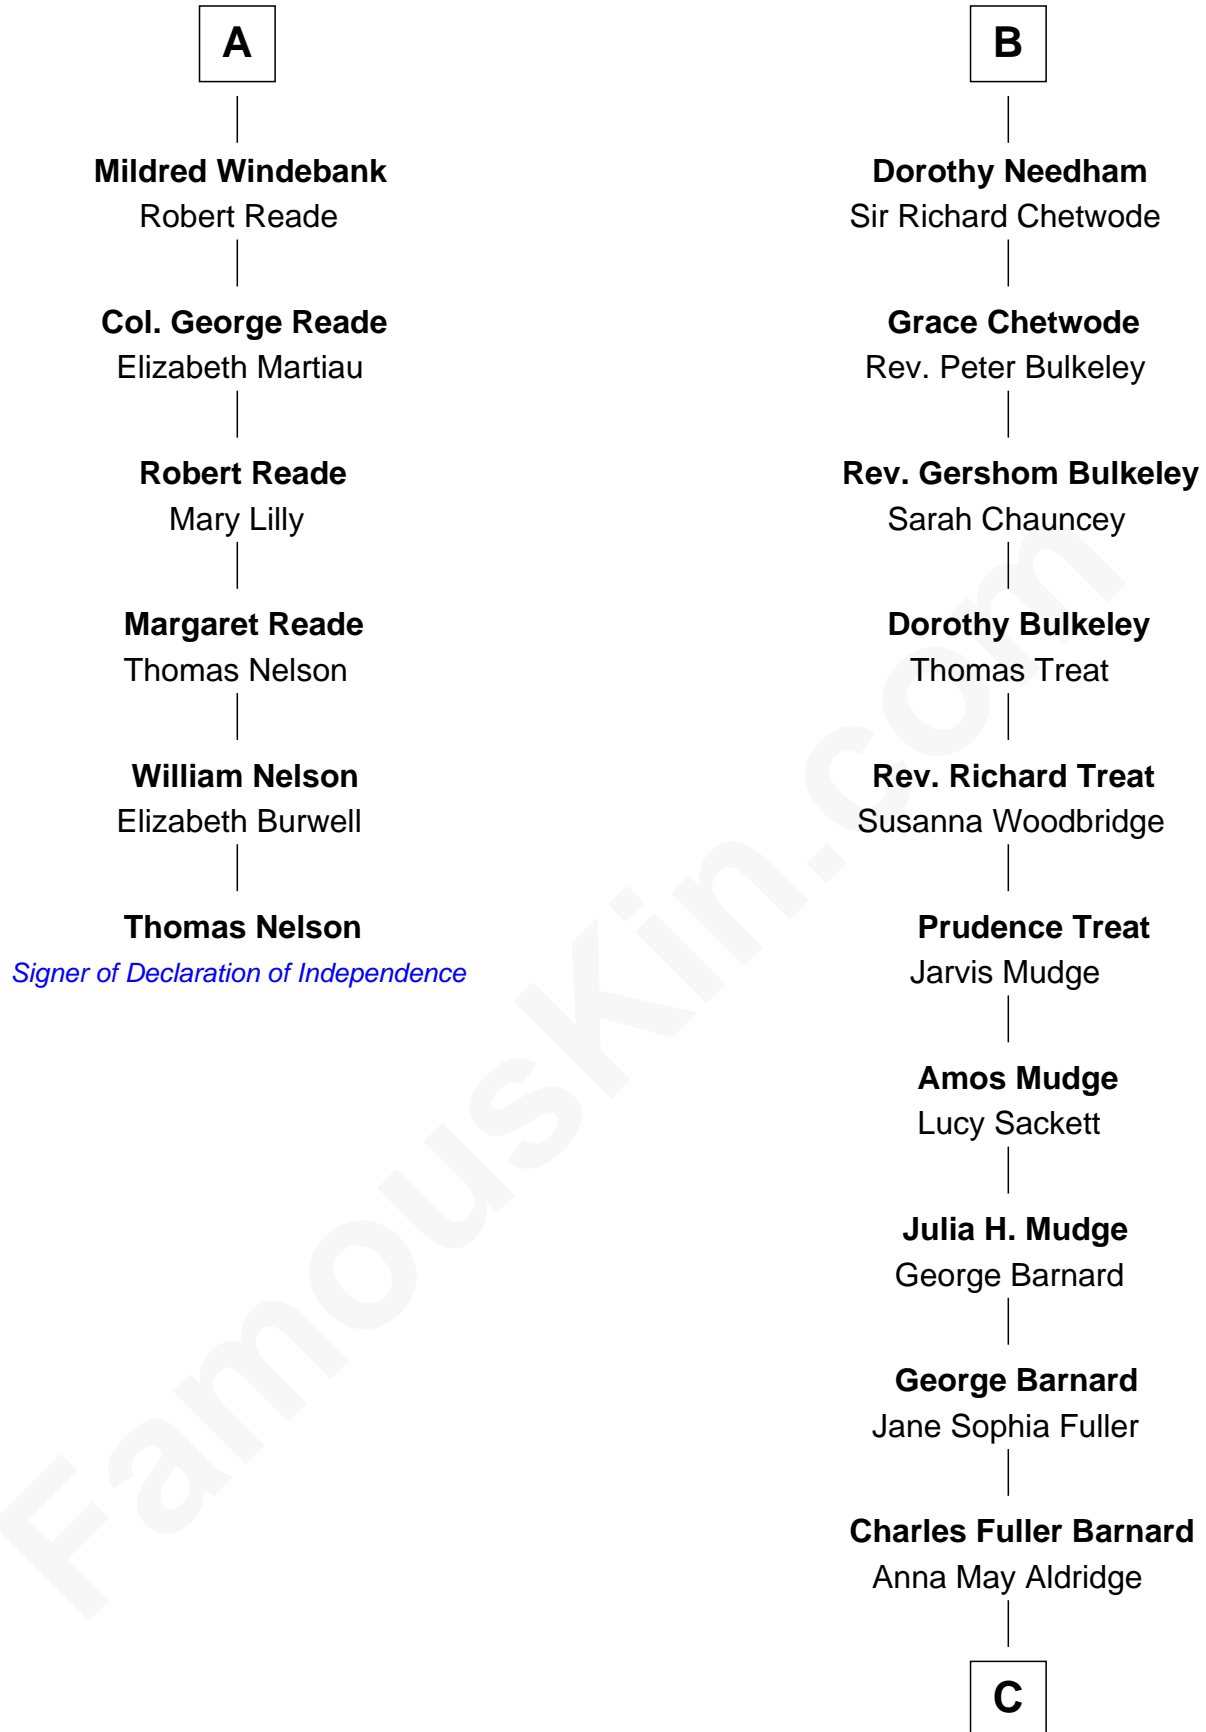 A
Mildred Windebank
Robert Reade
Col. George Reade
Elizabeth Martiau
Robert Reade
Mary Lilly
Margaret Reade
Thomas Nelson
William Nelson
Elizabeth Burwell
Thomas Nelson
Signer of Declaration of Independence
B
Dorothy Needham
Sir Richard Chetwode
Grace Chetwode
Rev. Peter Bulkeley
Rev. Gershom Bulkeley
Sarah Chauncey
Dorothy Bulkeley
Thomas Treat
Rev. Richard Treat
Susanna Woodbridge
Prudence Treat
Jarvis Mudge
Amos Mudge
Lucy Sackett
Julia H. Mudge
George Barnard
George Barnard
Jane Sophia Fuller
Charles Fuller Barnard
Anna May Aldridge
C
FamousKin.com